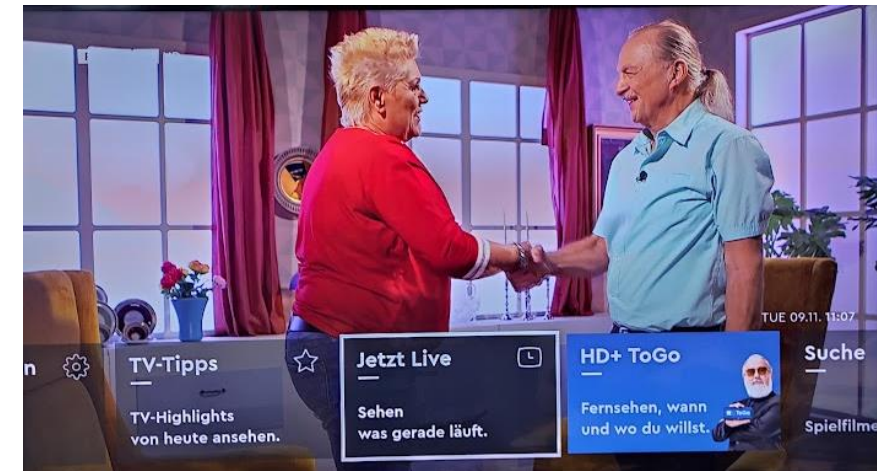 TUE 09.11. 11:07
n
TV-Tipps
TV-Highlights
von heute ansehen.
Jetzt Live
Sehen
was gerade läuft.
HD+ ToGo
Fernsehen, wann
und wo du willst.
ToGo
Suche
Spielfilme